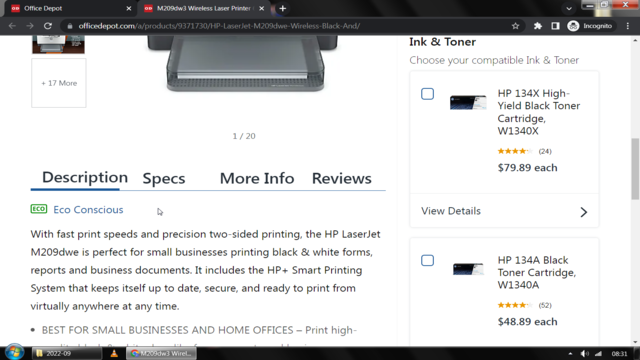 Office Depot
M209dw3 Wireless Laser Printer
officedepot.com/a/products/9371730/HP-LaserJet-M209dwe-Wireless-Black-And/
Incognito
+ 17 More
1 / 20
Ink & Toner
Choose your compatible Ink & Toner
HP 134X High-
Yield Black Toner
Cartridge,
W1340X
(24)
$79.89 each
View Details
HP 134A Black
Toner Cartridge,
W1340A
(52)
$48.89 each
Description Specs More Info Reviews
ECO Eco Conscious
With fast print speeds and precision two-sided printing, the HP LaserJet
M209dwe is perfect for small businesses printing black & white forms,
reports and business documents. It includes the HP+ Smart Printing
System that keeps itself up to date, secure, and ready to print from
virtually anywhere at any time.
• BEST FOR SMALL BUSINESSES AND HOME OFFICES – Print high-
2022-09
M209dw3 Wirel...
08:31